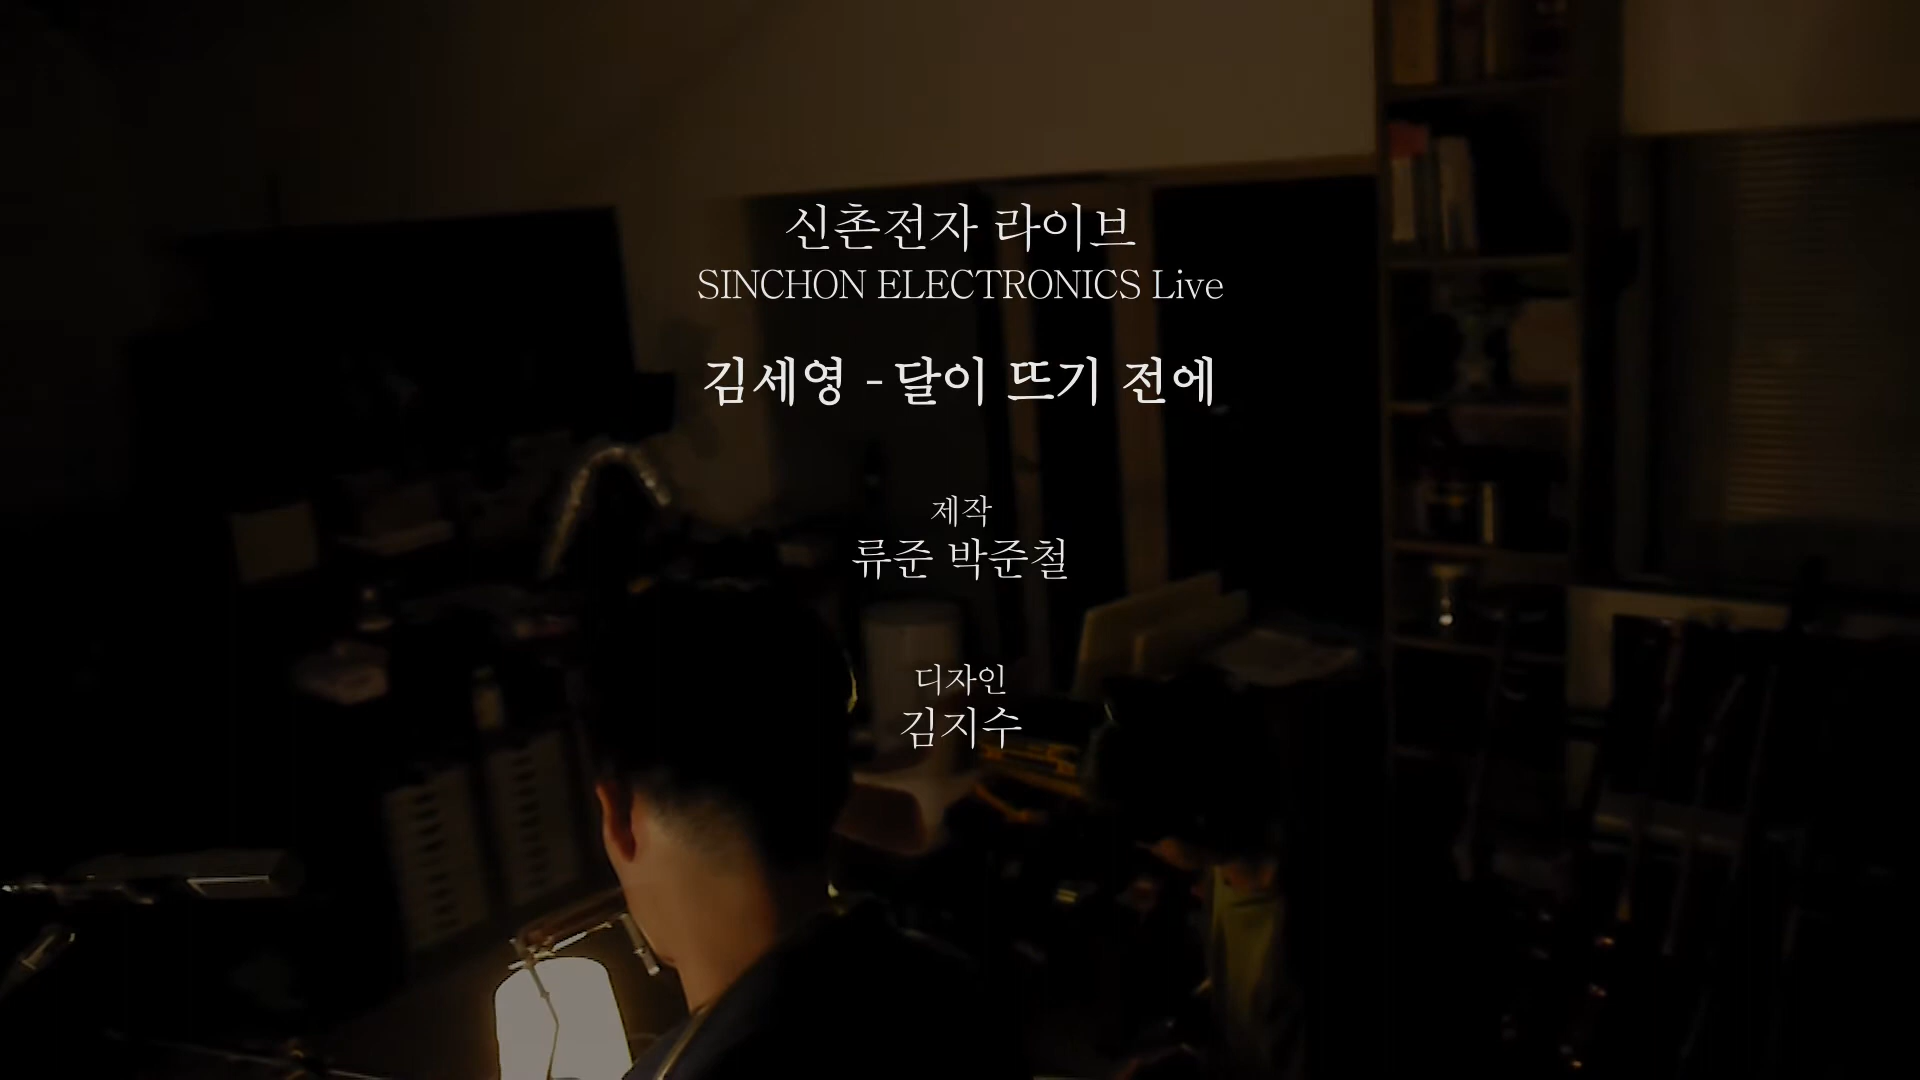 신촌전자 라이브
SINCHON ELECTRONICS Live
김세영 - 달이 뜨기 전에
제작
류준 박준철
디자인
김지수